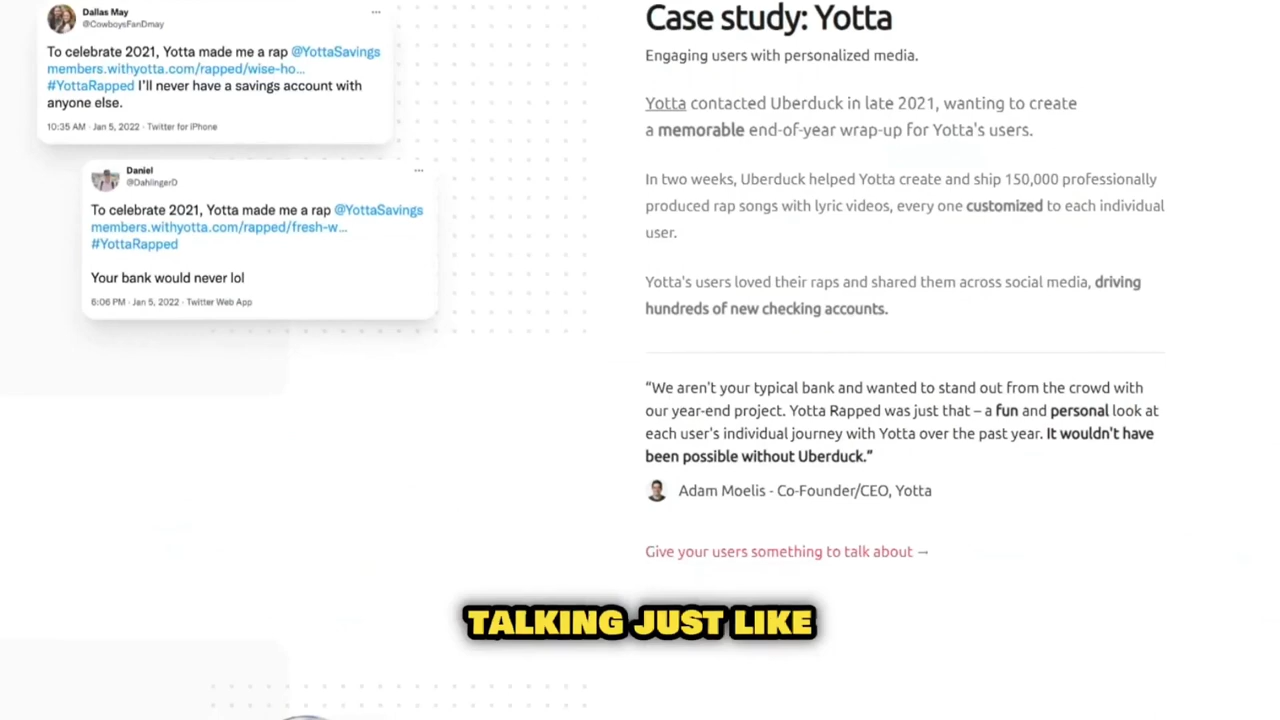 Dallas May
@CowboysFanDmay
To celebrate 2021, Yotta made me a rap @YottaSavings
members.withyotta.com/rapped/wise-ho...
#YottaRapped I'll never have a savings account with
anyone else.
10:35 AM · Jan 5, 2022 · Twitter for iPhone
Daniel
@DahlingerD
To celebrate 2021, Yotta made me a rap @YottaSavings
members.withyotta.com/rapped/fresh-w...
#YottaRapped
Your bank would never lol
6:06 PM · Jan 5, 2022 · Twitter Web App
Case study: Yotta
Engaging users with personalized media.
Yotta contacted Uberduck in late 2021, wanting to create
a memorable end-of-year wrap-up for Yotta's users.
In two weeks, Uberduck helped Yotta create and ship 150,000 professionally
produced rap songs with lyric videos, every one customized to each individual
user.
Yotta's users loved their raps and shared them across social media, driving
hundreds of new checking accounts.
“We aren't your typical bank and wanted to stand out from the crowd with
our year-end project. Yotta Rapped was just that – a fun and personal look at
each user's individual journey with Yotta over the past year. It wouldn't have
been possible without Uberduck.”
Adam Moelis - Co-Founder/CEO, Yotta
Give your users something to talk about →
TALKING JUST LIKE